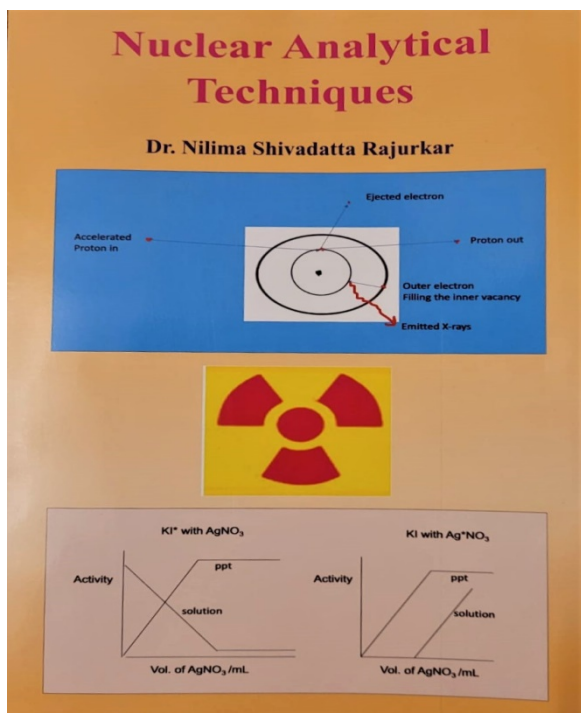 Nuclear Analytical
Techniques
Dr. Nilima Shivadatta Rajurkar
Ejected electron
Accelerated
Proton in
Proton out
Outer electron
Filling the inner vacancy
Emitted X-rays
KI* with AgNO₃
Activity
ppt
solution
Vol. of AgNO₃/mL
KI with Ag*NO₃
Activity
ppt
solution
Vol. of AgNO₃/mL